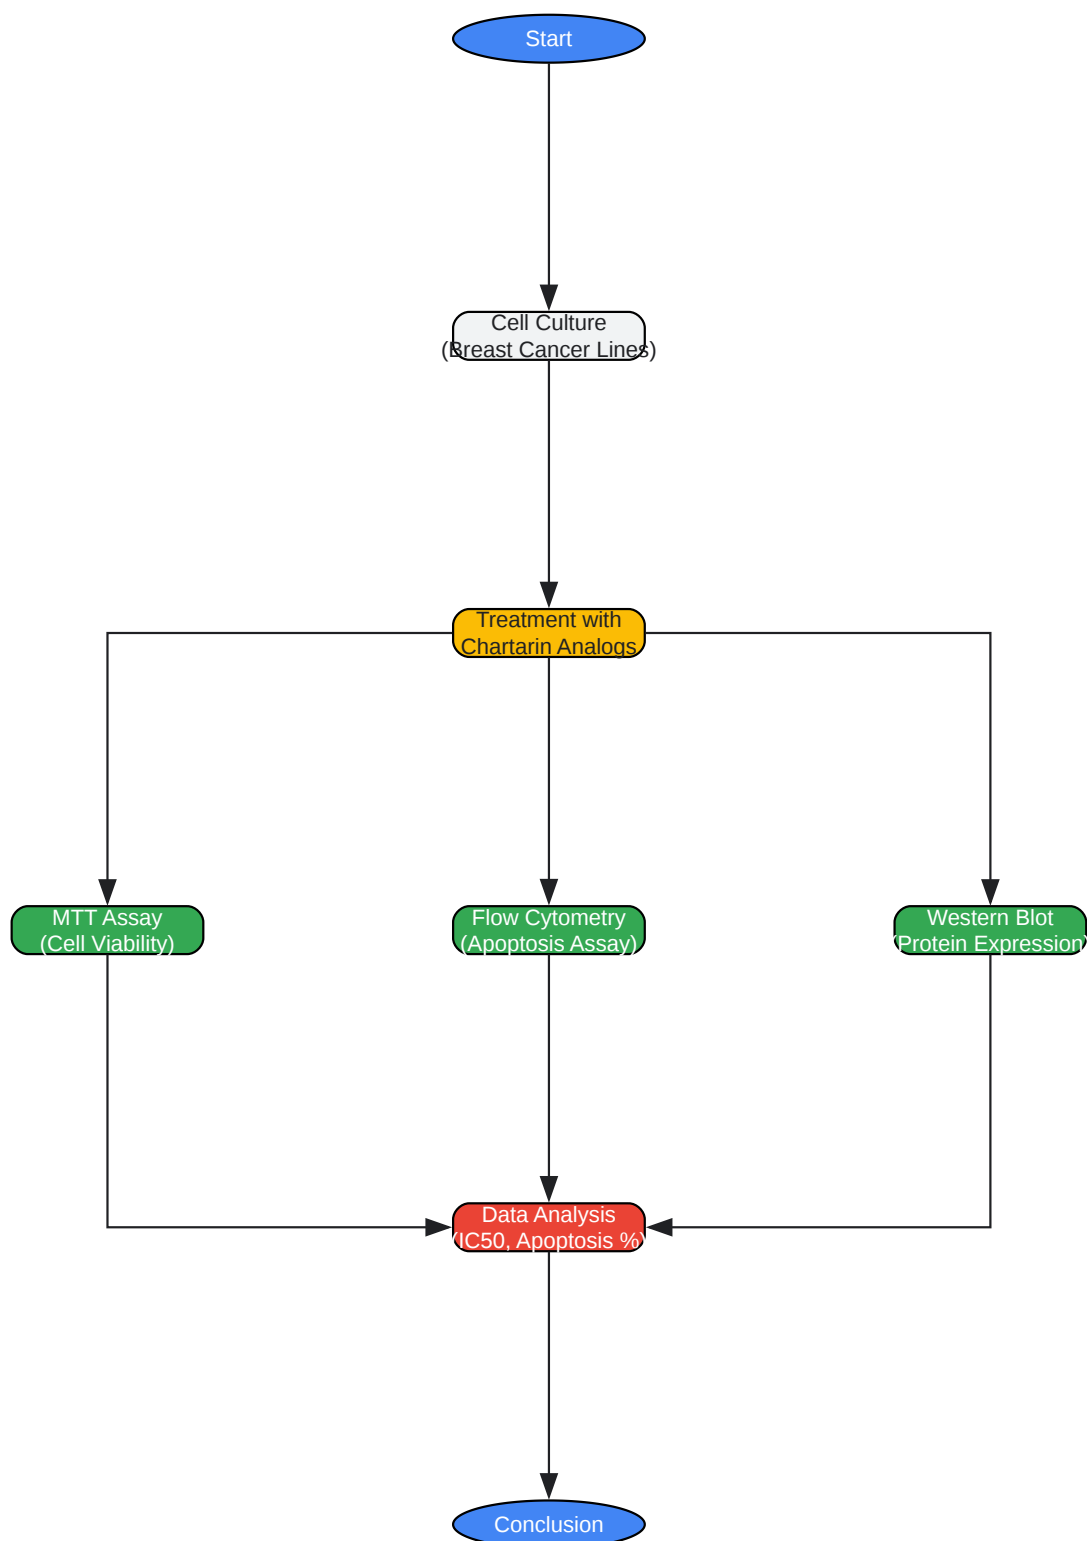 Start
Cell Culture
(Breast Cancer Lines)
Treatment with
Chartarin Analogs
MTT Assay
(Cell Viability)
Flow Cytometry
(Apoptosis Assay)
Western Blot
(Protein Expression)
Data Analysis
(IC50, Apoptosis %)
Conclusion